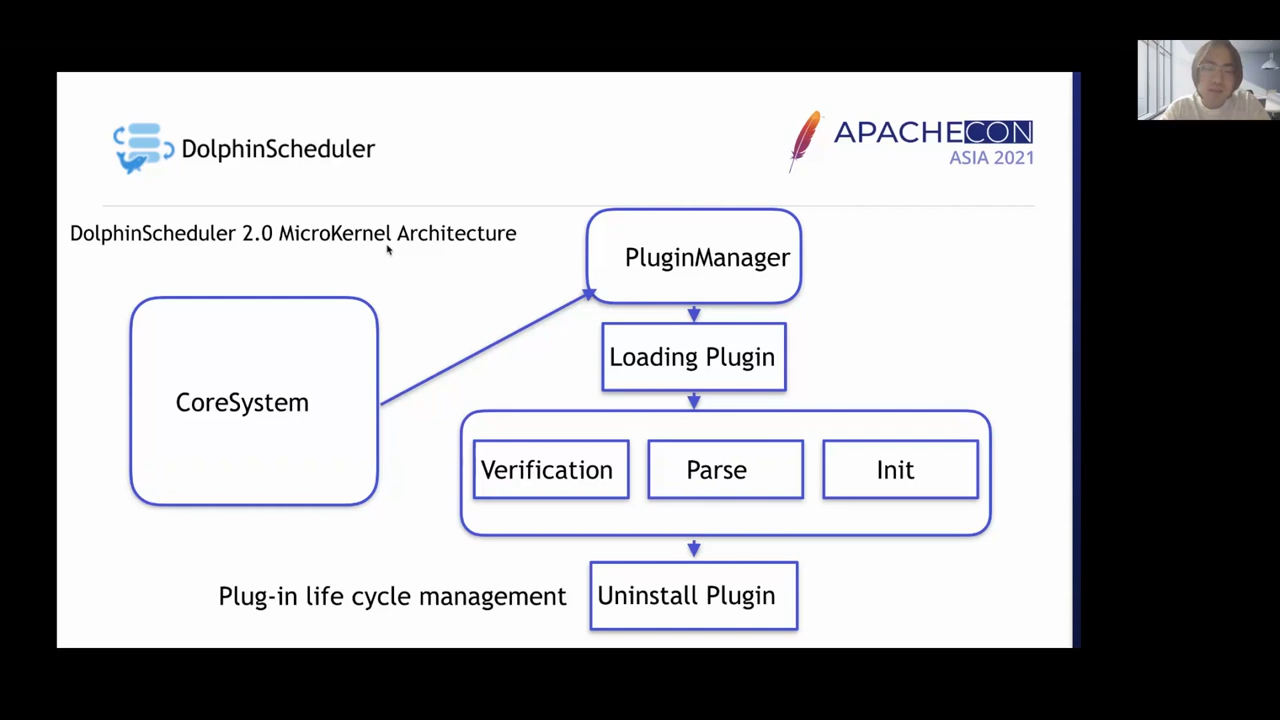 DolphinScheduler
APACHECON
ASIA 2021
DolphinScheduler 2.0 MicroKernel Architecture
PluginManager
Loading Plugin
CoreSystem
Verification
Parse
Init
Plug-in life cycle management
Uninstall Plugin